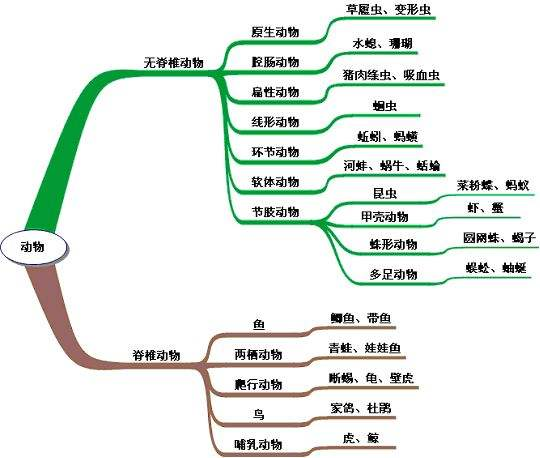 动物
无脊椎动物
原生动物
草履虫、变形虫
腔肠动物
水螅、珊瑚
扁性动物
猪肉绦虫、吸血虫
线形动物
蛔虫
环节动物
蚯蚓、蚂蟥
软体动物
河蚌、蜗牛、蛞蝓
节肢动物
昆虫
菜粉蝶、蚂蚁
甲壳动物
虾、蟹
蛛形动物
圆网蛛、蝎子
多足动物
蜈蚣、蚰蜒
脊椎动物
鱼
鲫鱼、带鱼
两栖动物
青蛙、娃娃鱼
爬行动物
蜥蜴、龟、壁虎
鸟
家鸽、杜鹃
哺乳动物
虎、鲸